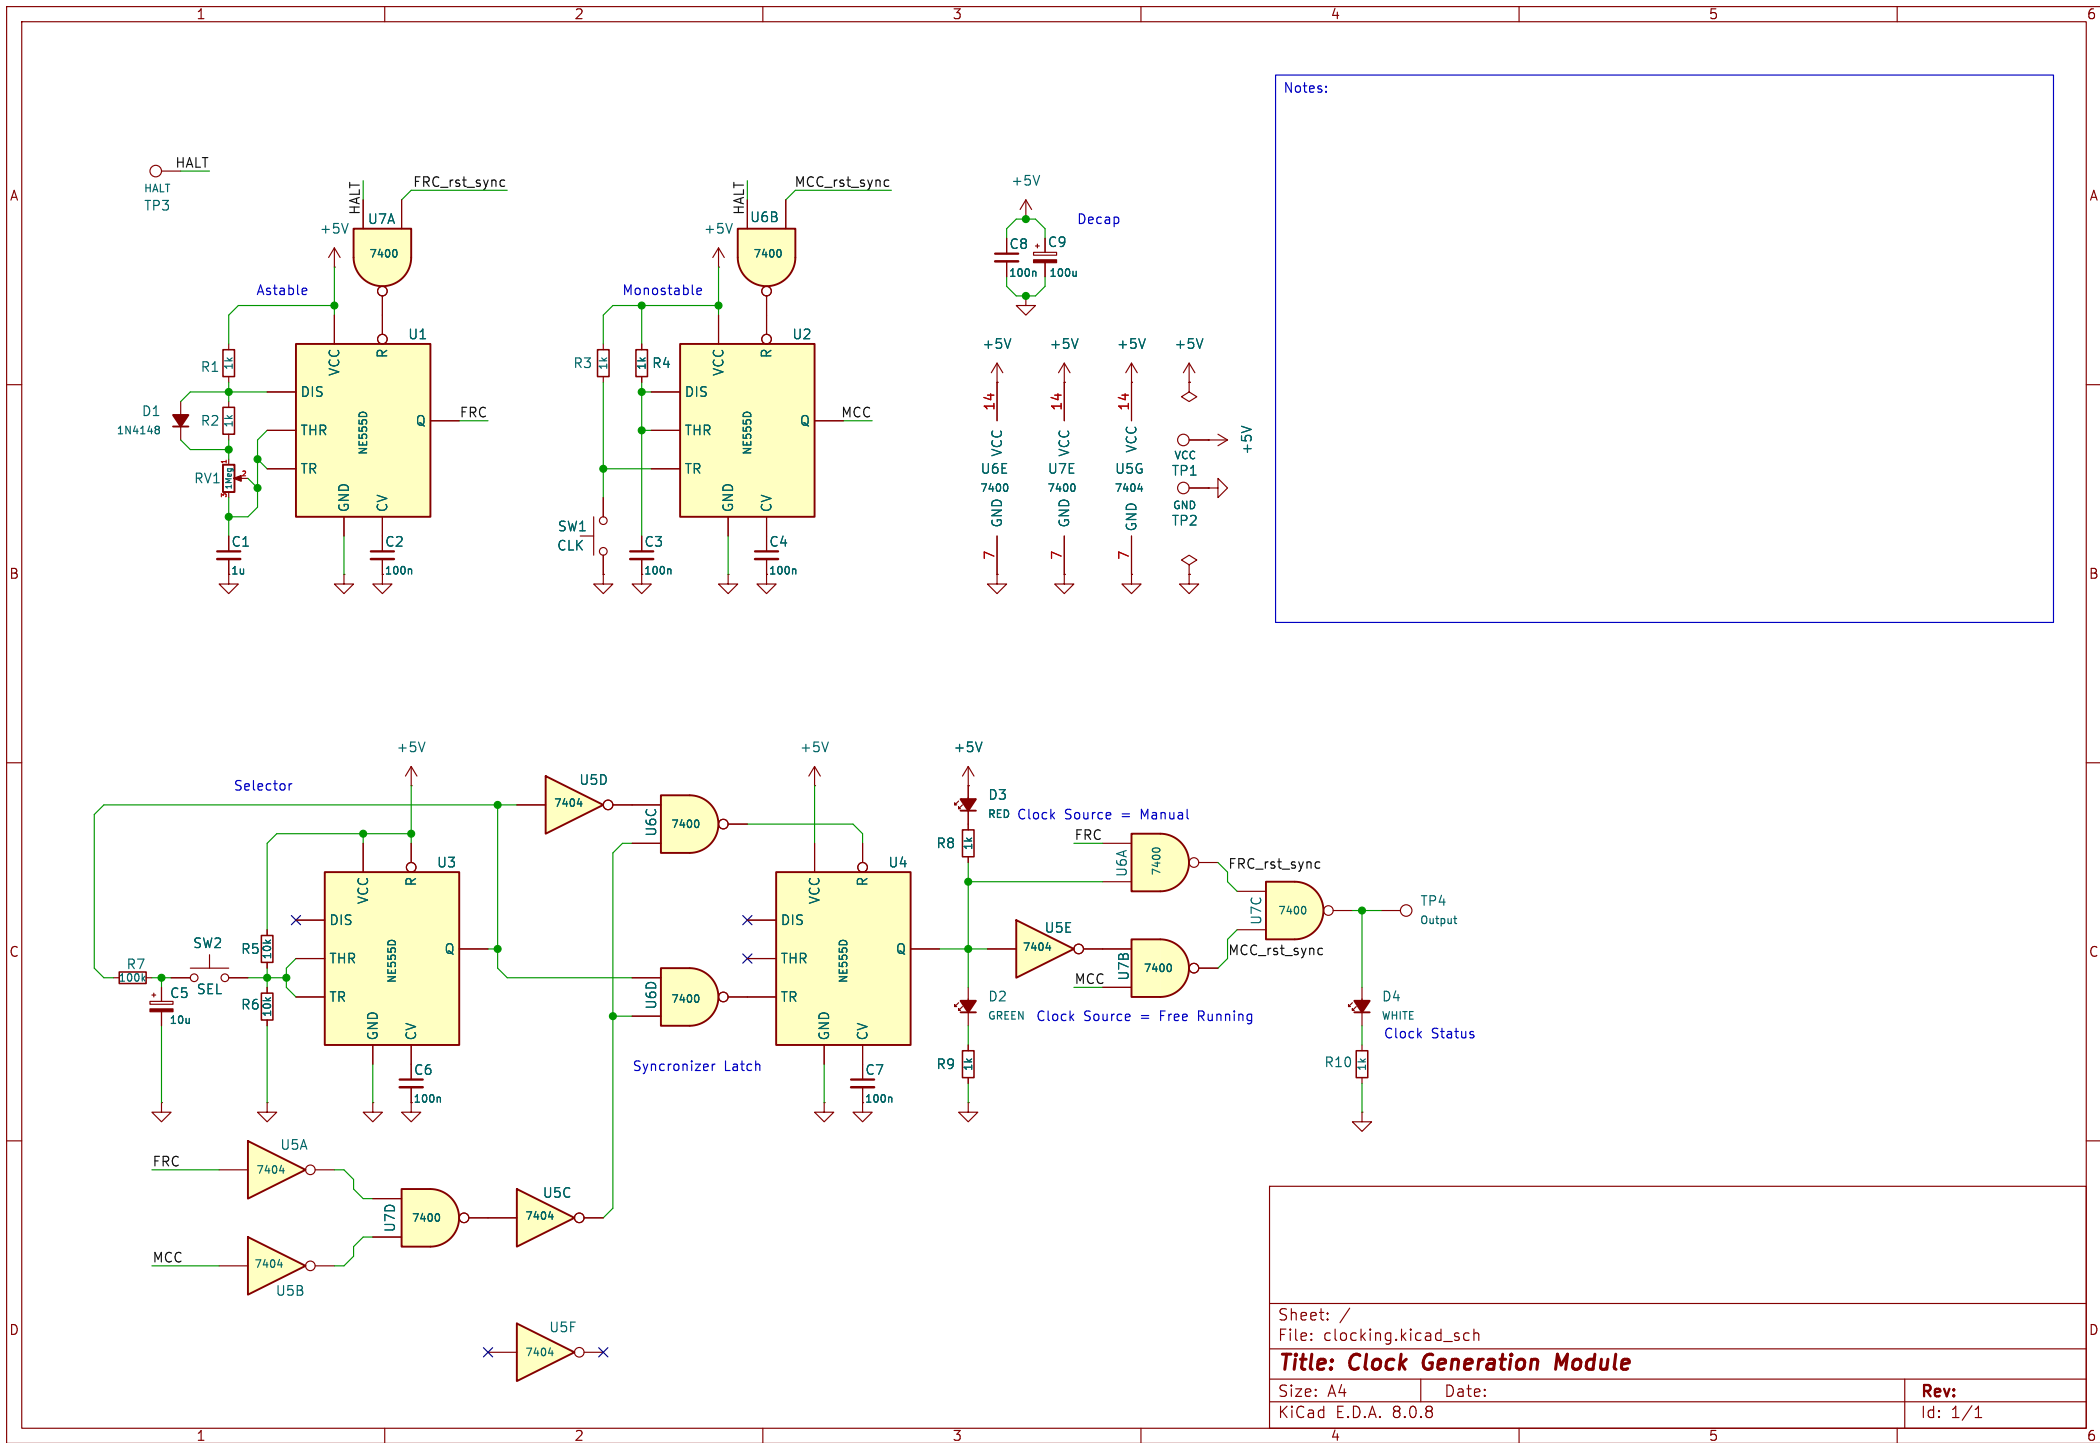 1 2 3 4 5 6
A
B
C
D
Notes:
HALT
HALT
TP3
HALT
FRC_rst_sync
U7A
7400
+5V
Astable
U1
VCC
R
R1
1k
DIS
D1
1N4148
R2
1k
THR
NE555D
Q
FRC
RV1
1Meg
1
2
3
TR
GND
CV
C1
1u
C2
100n
HALT
MCC_rst_sync
U6B
7400
+5V
Monostable
U2
VCC
R
R3
1k
R4
1k
DIS
THR
NE555D
Q
MCC
TR
GND
CV
SW1
CLK
C3
100n
C4
100n
+5V
Decap
C8
100n
C9
100u
+5V +5V +5V +5V
14 14 14
VCC VCC VCC
U6E U7E U5G
7400 7400 7404
GND GND GND
7 7 7
+5V
VCC
TP1
GND
TP2
+5V
Selector
U5D
7404
U6C
7400
U3
VCC
R
DIS
THR
TR
NE555D
Q
GND
CV
R7
100k
SW2
SEL
R5
10k
R6
10k
C5
10u
C6
100n
U6D
7400
Syncronizer Latch
+5V
U4
VCC
R
DIS
THR
TR
NE555D
Q
GND
CV
C7
100n
+5V
D3
RED
Clock Source = Manual
R8
1k
FRC
U6A
7400
FRC_rst_sync
U7C
7400
TP4
Output
U5E
7404
U7B
7400
MCC_rst_sync
MCC
D2
GREEN
Clock Source = Free Running
R9
1k
D4
WHITE
Clock Status
R10
1k
FRC
U5A
7404
U7D
7400
U5C
7404
MCC
7404
U5B
U5F
7404
Sheet: /
File: clocking.kicad_sch
Title: Clock Generation Module
Size: A4
Date:
Rev:
KiCad E.D.A. 8.0.8
Id: 1/1
A
B
C
D
1 2 3 4 5 6